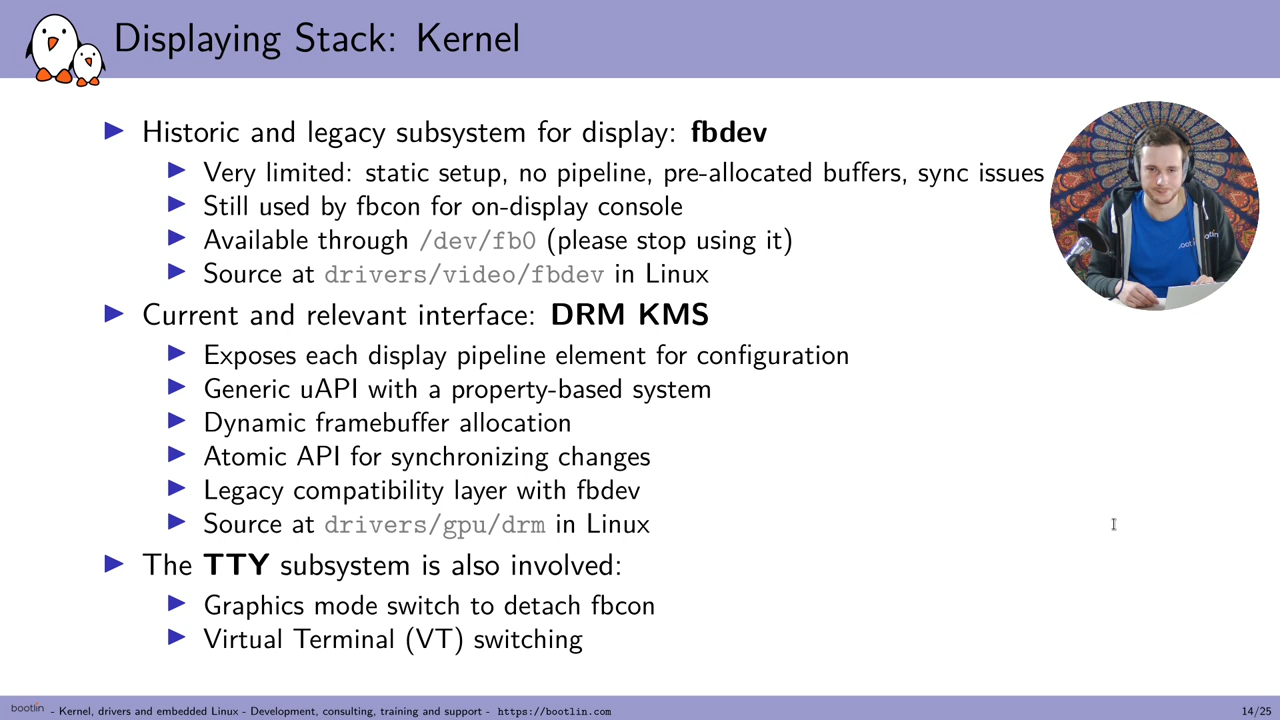 Displaying Stack: Kernel
Historic and legacy subsystem for display: fbdev
Very limited: static setup, no pipeline, pre-allocated buffers, sync issues
Still used by fbcon for on-display console
Available through /dev/fb0 (please stop using it)
Source at drivers/video/fbdev in Linux
Current and relevant interface: DRM KMS
Exposes each display pipeline element for configuration
Generic uAPI with a property-based system
Dynamic framebuffer allocation
Atomic API for synchronizing changes
Legacy compatibility layer with fbdev
Source at drivers/gpu/drm in Linux
The TTY subsystem is also involved:
Graphics mode switch to detach fbcon
Virtual Terminal (VT) switching
bootlin - Kernel, drivers and embedded Linux - Development, consulting, training and support - https://bootlin.com
14/25